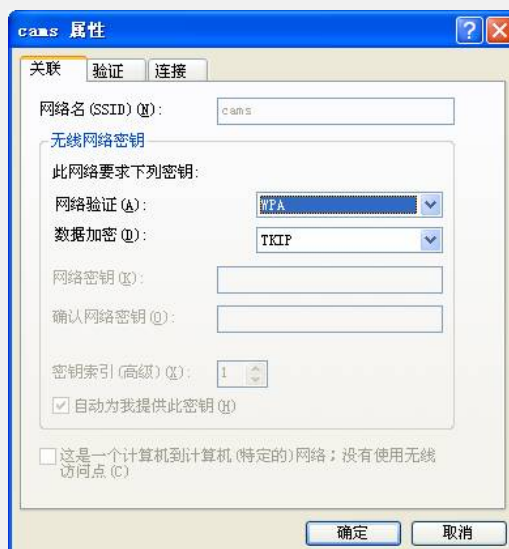 cams 属性
关联 验证 连接
网络名(SSID)(N): cams
无线网络密钥
此网络要求下列密钥:
网络验证(A): WPA
数据加密(D): TKIP
网络密钥(K):
确认网络密钥(O):
密钥索引(高级)(X): 1
自动为我提供此密钥(H)
这是一个计算机到计算机(特定的)网络；没有使用无线
访问点(C)
确定 取消